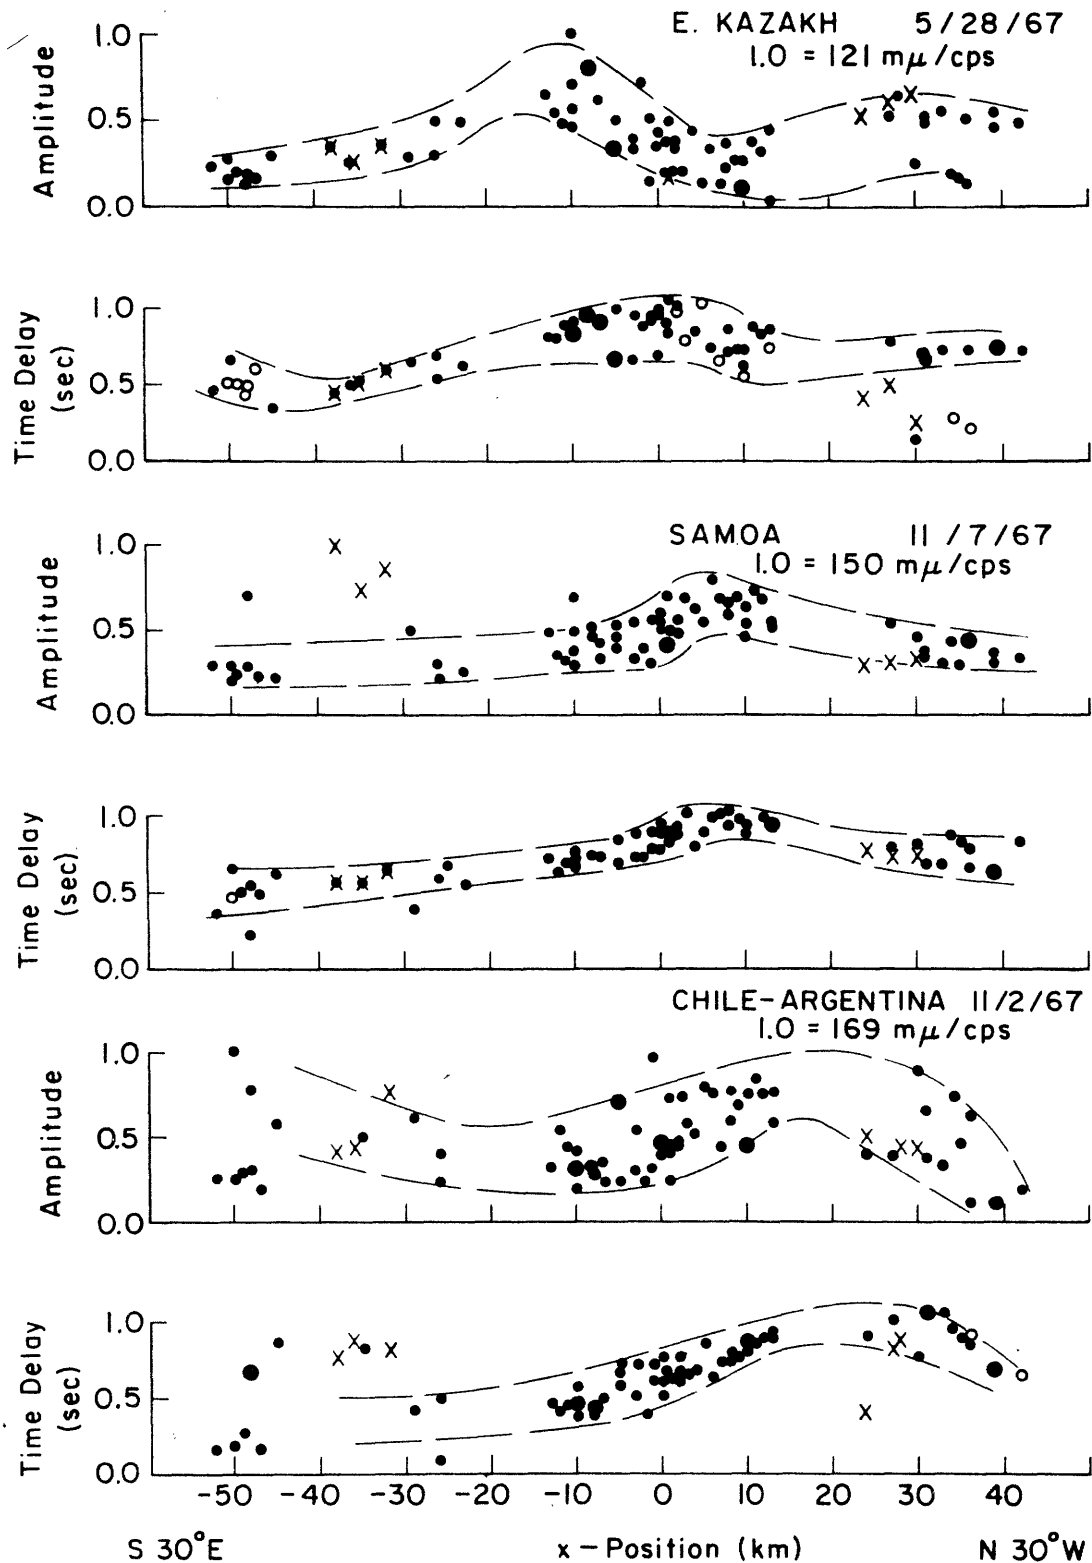 E. KAZAKH 5/28/67
1.0 = 121 mμ/cps
Amplitude
1.0
0.5
0.0
Time Delay
(sec)
1.0
0.5
0.0
SAMOA 11/7/67
1.0 = 150 mμ/cps
Amplitude
1.0
0.5
0.0
Time Delay
(sec)
1.0
0.5
0.0
CHILE-ARGENTINA 11/2/67
1.0 = 169 mμ/cps
Amplitude
1.0
0.5
0.0
Time Delay
(sec)
1.0
0.5
0.0
-50 -40 -30 -20 -10 0 10 20 30 40
S 30°E x-Position (km) N 30°W